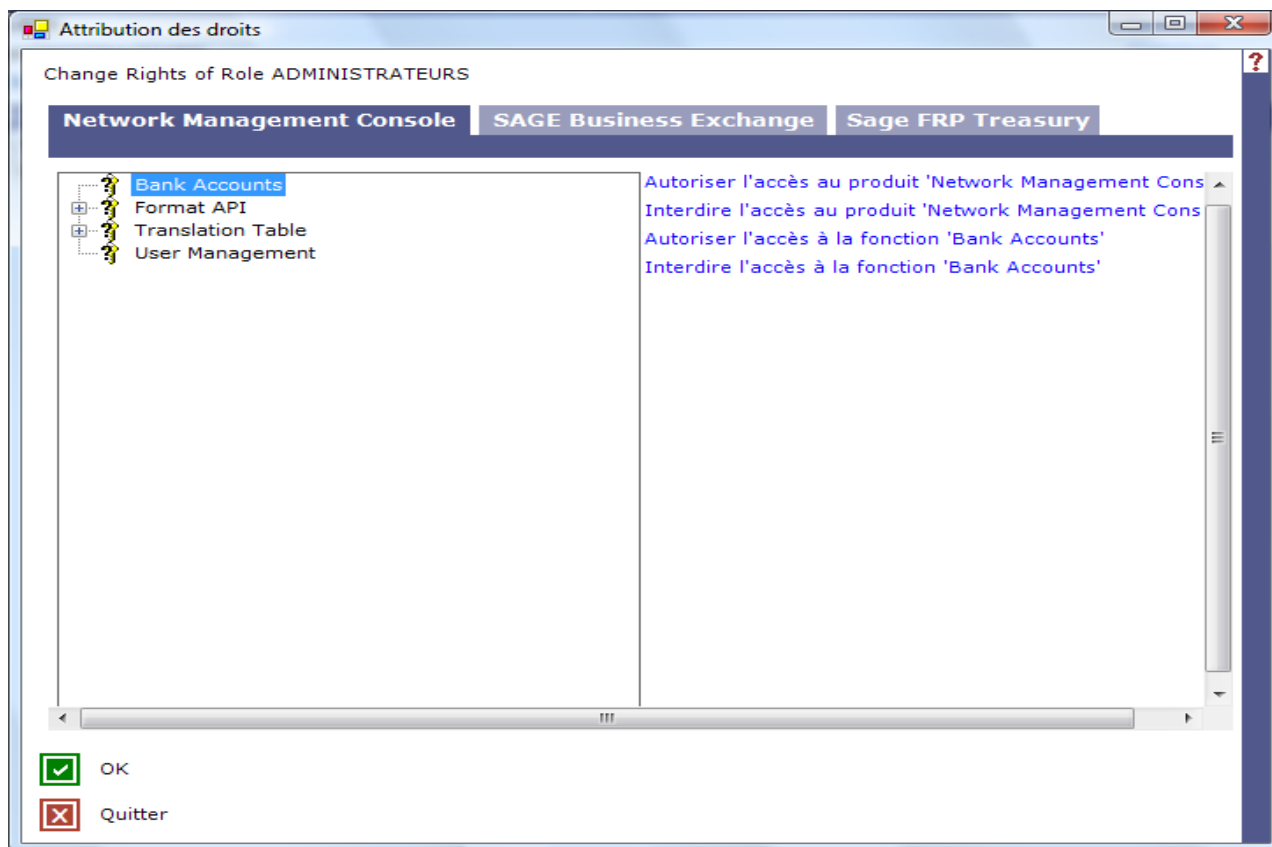 Attribution des droits
?
Change Rights of Role ADMINISTRATEURS
Network Management Console SAGE Business Exchange Sage FRP Treasury
Bank Accounts
Format API
Translation Table
User Management
Autoriser l'accès au produit 'Network Management Cons
Interdire l'accès au produit 'Network Management Cons
Autoriser l'accès à la fonction 'Bank Accounts'
Interdire l'accès à la fonction 'Bank Accounts'
OK
Quitter